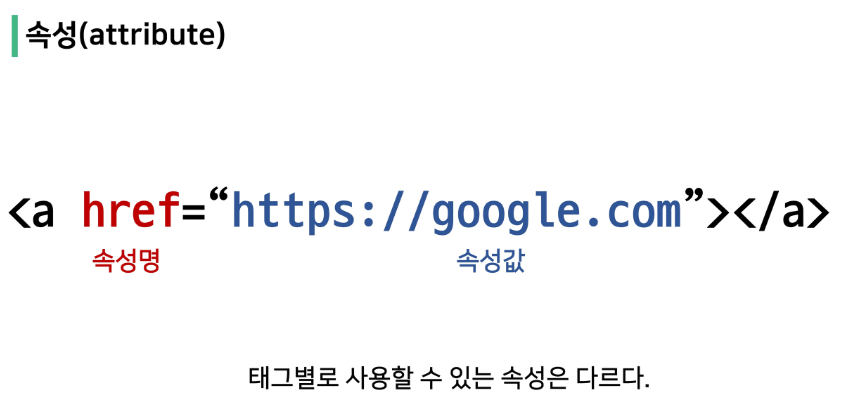 속성(attribute)
<a href=“https://google.com”></a>
속성명 속성값
태그별로 사용할 수 있는 속성은 다르다.